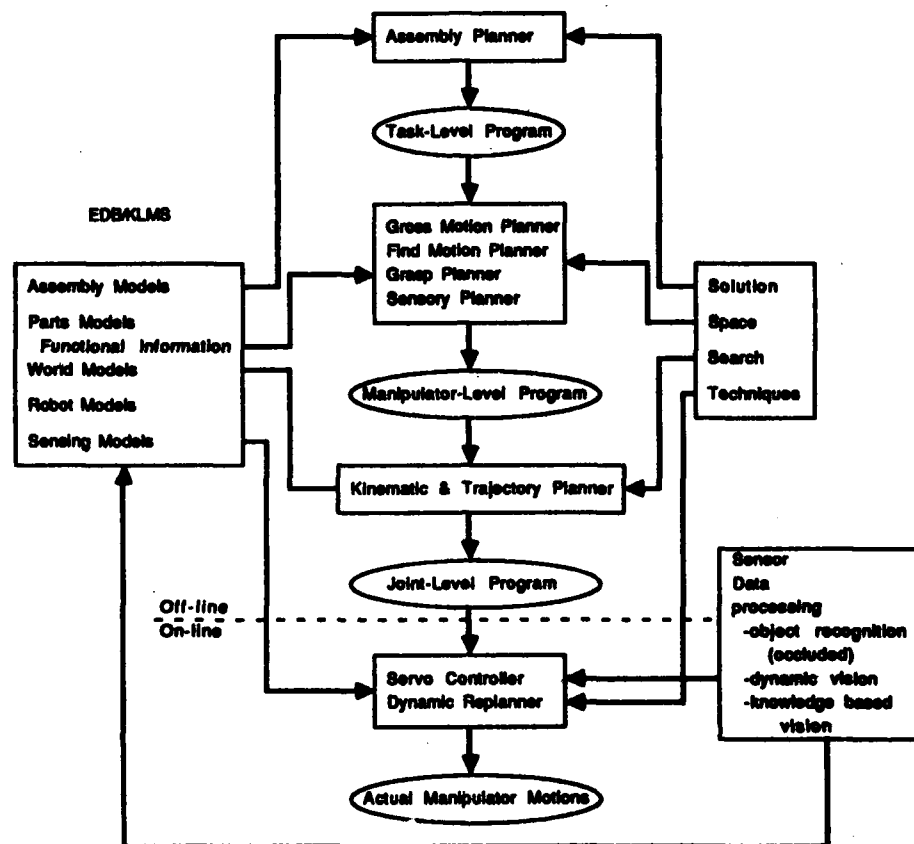 Assembly Planner
Task-Level Program
EDB/KLMS
Gross Motion Planner
Find Motion Planner
Grasp Planner
Sensory Planner
Assembly Models
Parts Models
Functional Information
World Models
Robot Models
Sensing Models
Solution
Space
Search
Techniques
Manipulator-Level Program
Kinematic & Trajectory Planner
Joint-Level Program
Off-line
On-line
Sensor
Data
processing
-object recognition
(occluded)
-dynamic vision
-knowledge based
vision
Servo Controller
Dynamic Replanner
Actual Manipulator Motions